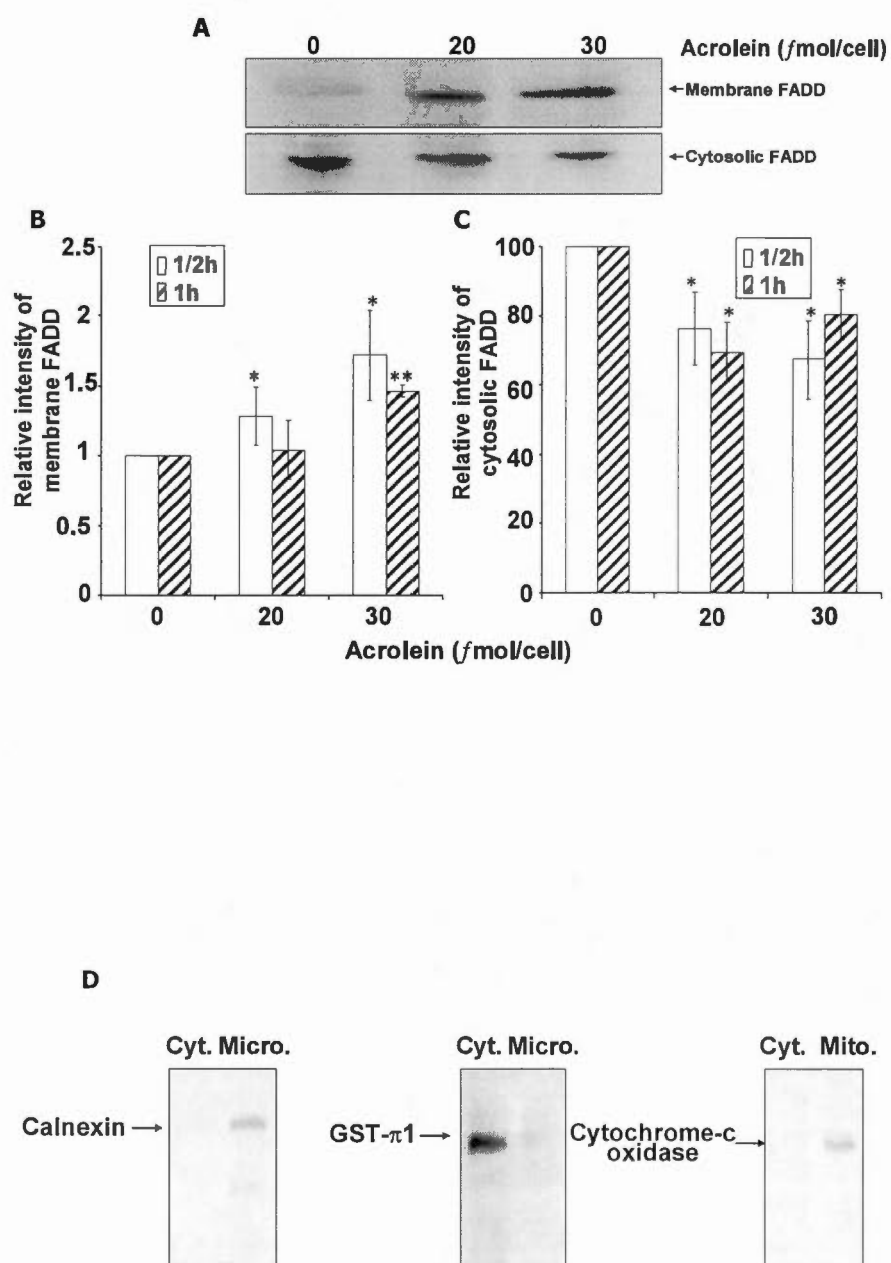 A
0 20 30 Acrolein (fmol/cell)
←Membrane FADD
←Cytosolic FADD
B
Relative intensity of
membrane FADD
2.5
2
1.5
1
0.5
0
1/2h
1h
*
*
**
0 20 30
C
Relative intensity of
cytosolic FADD
100
80
60
40
20
0
1/2h
1h
*
*
*
*
0 20 30
Acrolein (fmol/cell)
D
Cyt. Micro.
Calnexin →
Cyt. Micro.
GST-π1 →
Cyt. Mito.
Cytochrome-c
oxidase →